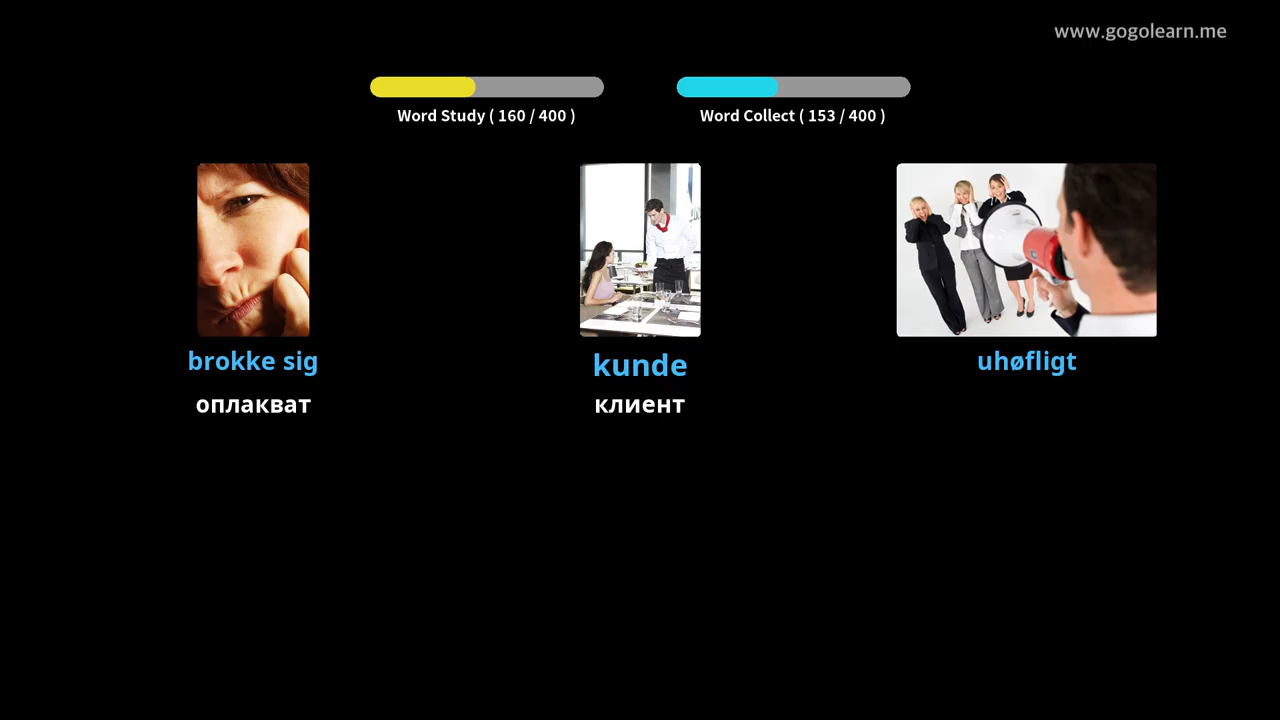 www.gogolearn.me
Word Study ( 160 / 400 )
Word Collect ( 153 / 400 )
brokke sig
kunde
uhøfligt
оплакват
клиент